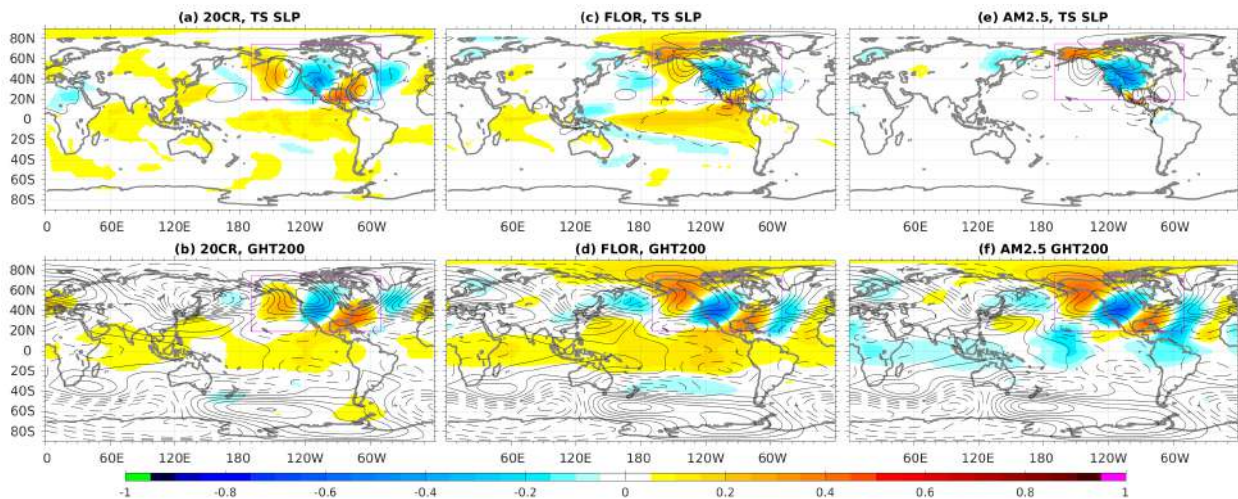 (a) 20CR, TS SLP
(c) FLOR, TS SLP
(e) AM2.5, TS SLP
80N
60N
40N
20N
0
20S
40S
60S
80S
0 60E 120E 180 120W 60W
60E 120E 180 120W 60W
60E 120E 180 120W 60W
(b) 20CR, GHT200
(d) FLOR, GHT200
(f) AM2.5 GHT200
80N
60N
40N
20N
0
20S
40S
60S
80S
60E 120E 180 120W 60W
60E 120E 180 120W 60W
60E 120E 180 120W 60W
-1 -0.8 -0.6 -0.4 -0.2 0 0.2 0.4 0.6 0.8 1